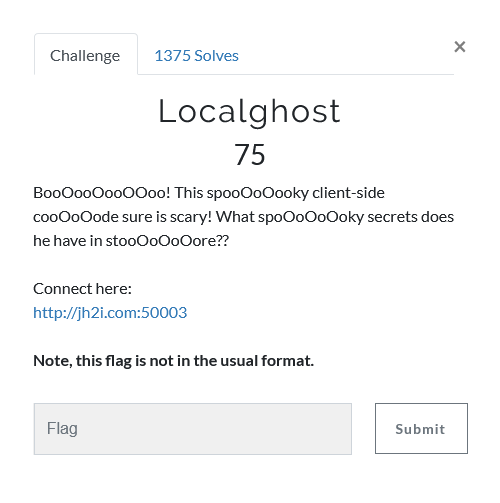 Challenge
1375 Solves
×
Localghost
75
BooOooOooOOoo! This spooOoOooky client-side
cooOoOode sure is scary! What spoOoOoOoky secrets does
he have in stooOoOoOore??
Connect here:
http://jh2i.com:50003
Note, this flag is not in the usual format.
Flag
Submit